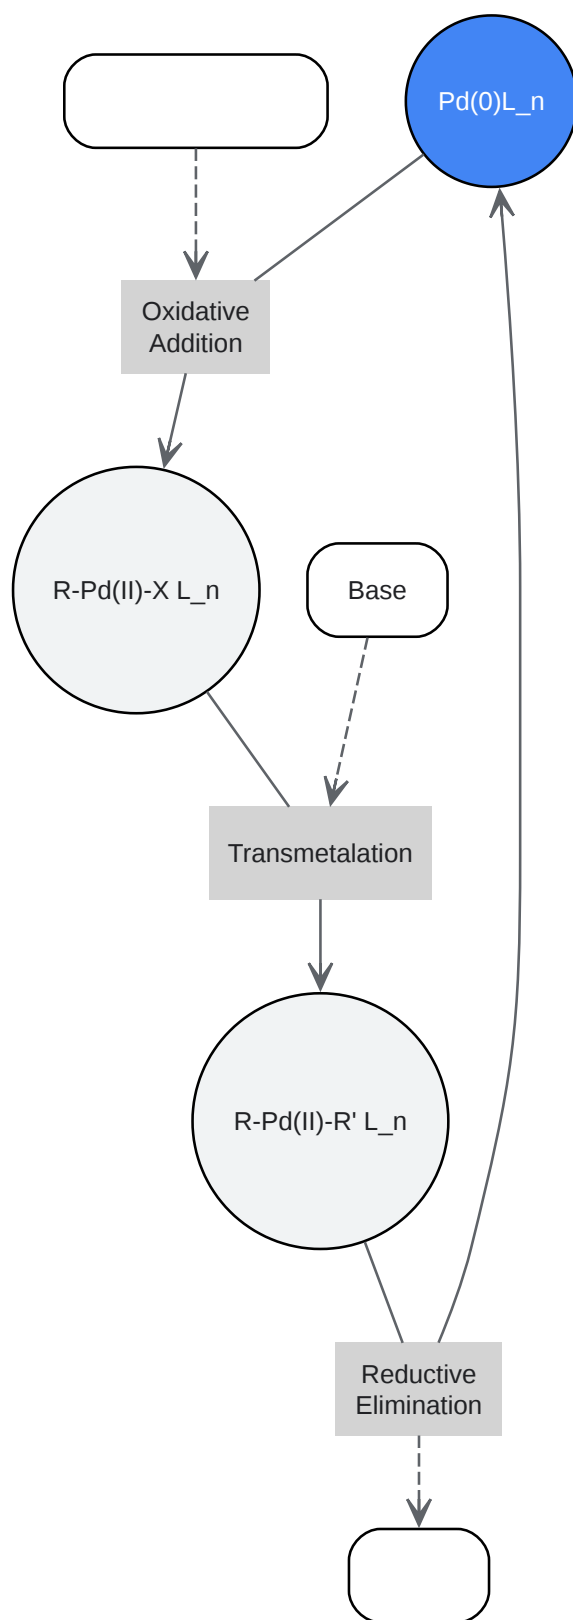 Pd(0)L_n
Oxidative
Addition
R-Pd(II)-X L_n
Base
Transmetalation
R-Pd(II)-R' L_n
Reductive
Elimination